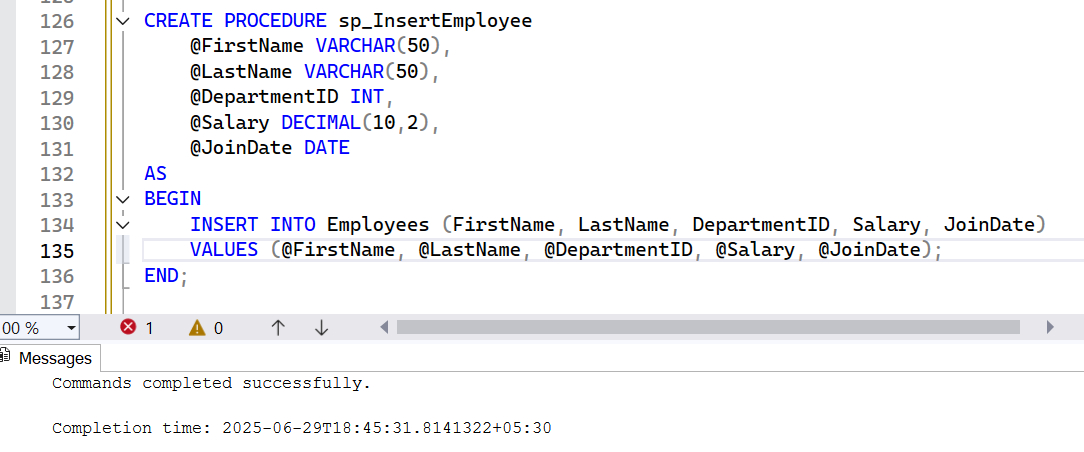 126 CREATE PROCEDURE sp_InsertEmployee
127 @FirstName VARCHAR(50),
128 @LastName VARCHAR(50),
129 @DepartmentID INT,
130 @Salary DECIMAL(10,2),
131 @JoinDate DATE
132 AS
133 BEGIN
134 INSERT INTO Employees (FirstName, LastName, DepartmentID, Salary, JoinDate)
135 VALUES (@FirstName, @LastName, @DepartmentID, @Salary, @JoinDate);
136 END;
137
00 % 1 0
Messages
Commands completed successfully.
Completion time: 2025-06-29T18:45:31.8141322+05:30